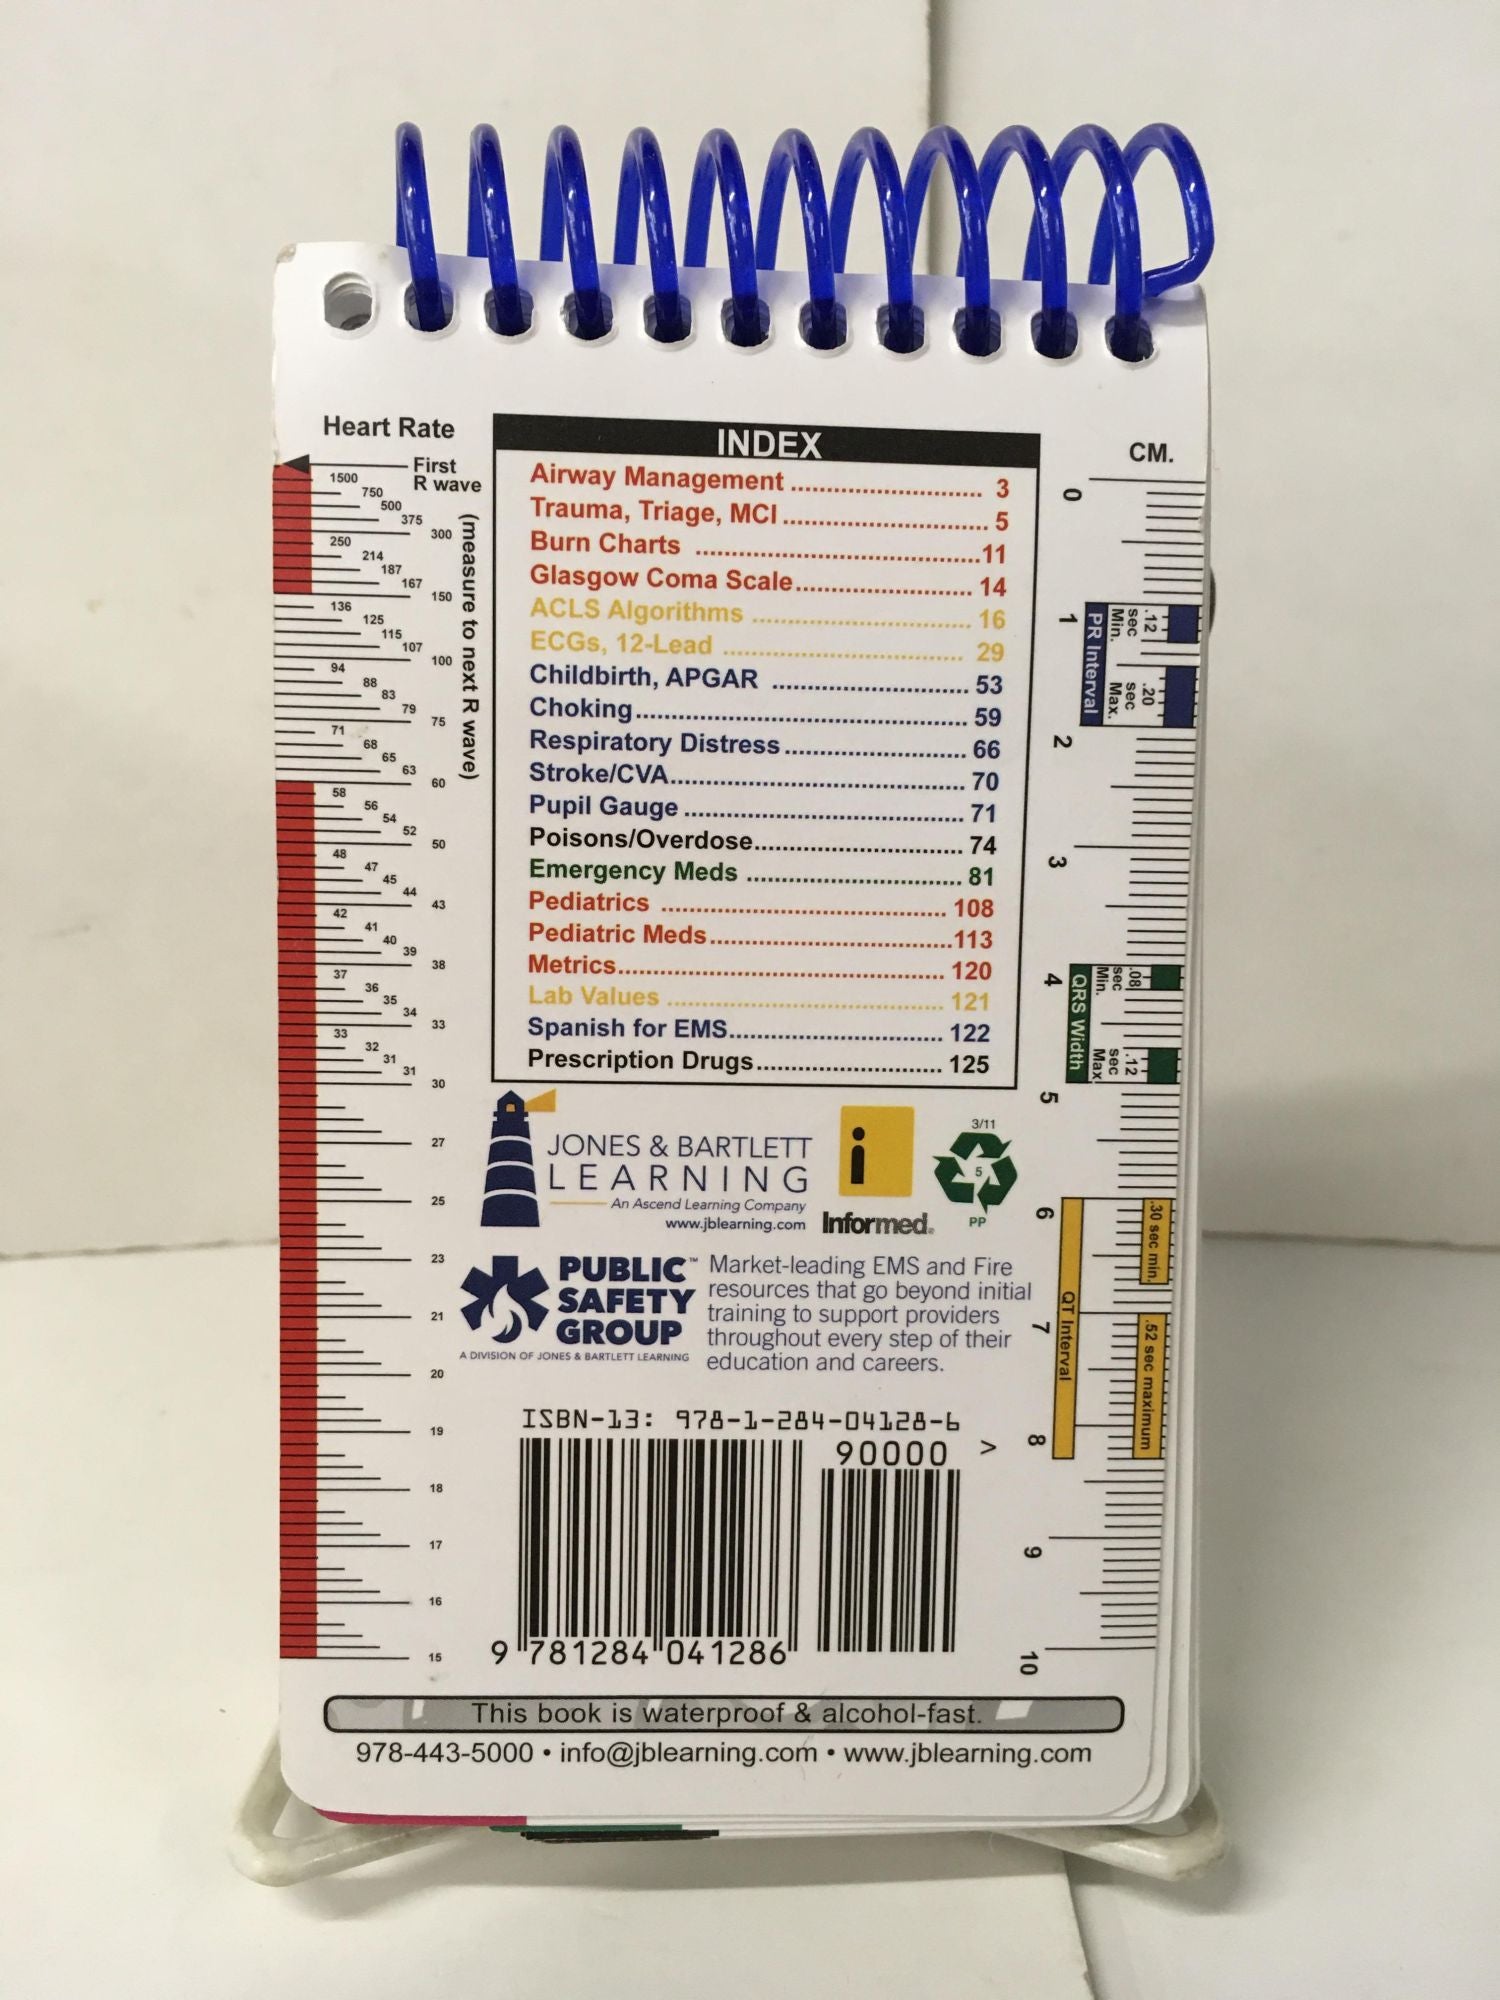 Heart Rate
First
R wave
(measure to next R wave)
1500
750
500
375
300
250
214
187
167
150
136
125
115
107
100
94
88
83
79
75
71
68
65
63
60
58
56
54
52
50
48
47
45
44
43
42
41
40
39
38
37
36
35
34
33
33
32
31
31
30
27
25
23
21
20
19
18
17
16
15
INDEX
Airway Management ............................ 3
Trauma, Triage, MCI .............................. 5
Burn Charts .........................................11
Glasgow Coma Scale.......................... 14
ACLS Algorithms ................................ 16
ECGs, 12-Lead ................................... 29
Childbirth, APGAR ............................. 53
Choking................................................ 59
Respiratory Distress ........................... 66
Stroke/CVA........................................... 70
Pupil Gauge ........................................ 71
Poisons/Overdose............................... 74
Emergency Meds ............................... 81
Pediatrics ......................................... 108
Pediatric Meds...................................113
Metrics............................................... 120
Lab Values ........................................ 121
Spanish for EMS............................... 122
Prescription Drugs........................... 125
CM.
0
1
PR Interval
.12 sec Min.
.20 sec Max.
2
3
4
QRS Width
.08 sec Min.
.12 sec Max
5
6
QT Interval
.30 sec min.
.52 sec maximum
7
8
9
10
JONES & BARTLETT
LEARNING
An Ascend Learning Company
www.jblearning.com
i
Informed®
3/11
5
PP
PUBLIC™
SAFETY
GROUP
A DIVISION OF JONES & BARTLETT LEARNING
Market-leading EMS and Fire
resources that go beyond initial
training to support providers
throughout every step of their
education and careers.
ISBN-13: 978-1-284-04128-6
90000 >
9 781284 041286
This book is waterproof & alcohol-fast.
978-443-5000 • info@jblearning.com • www.jblearning.com